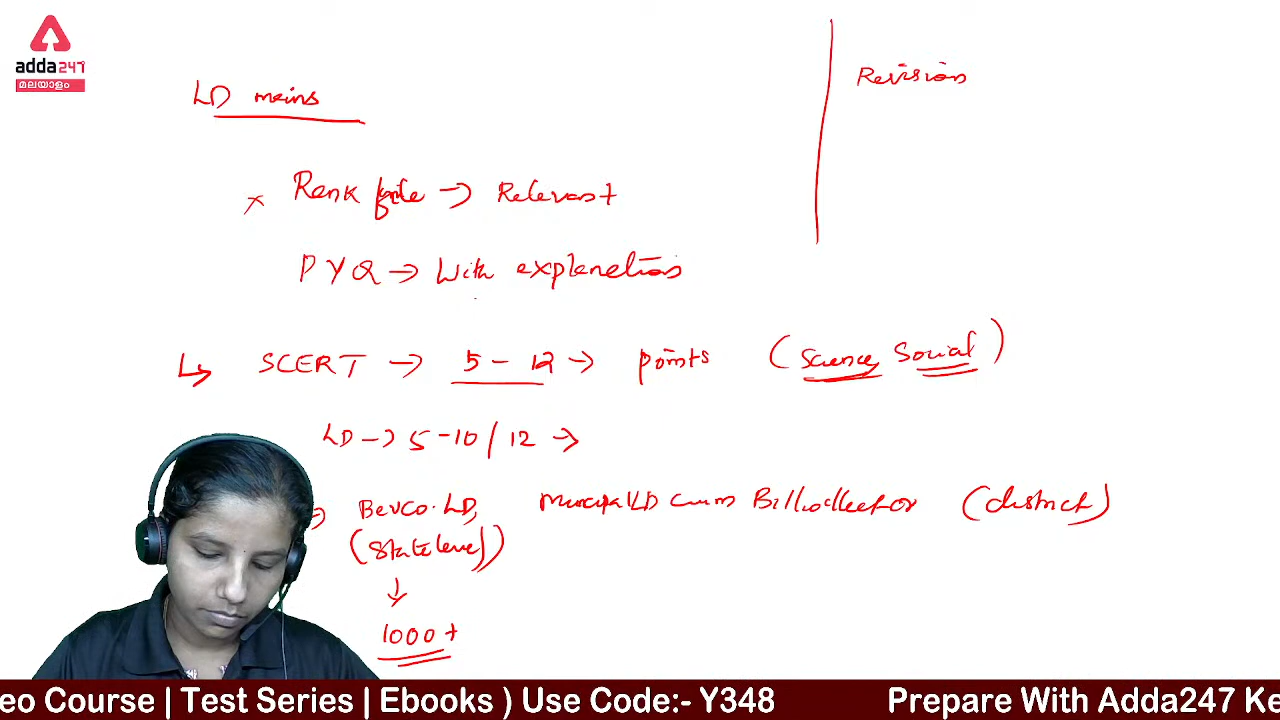 adda247
മലയാളം
LD mains
Revision
× Rank file → Relevant
PYQ → With explanation
↳ SCERT → 5 - 12 → points (Science, Social)
LD → 5-10 / 12 →
Bevco. LD, LD cum Bill collector (district)
(State level)
↓
1000+
eo Course | Test Series | Ebooks ) Use Code:- Y348 Prepare With Adda247 Ke